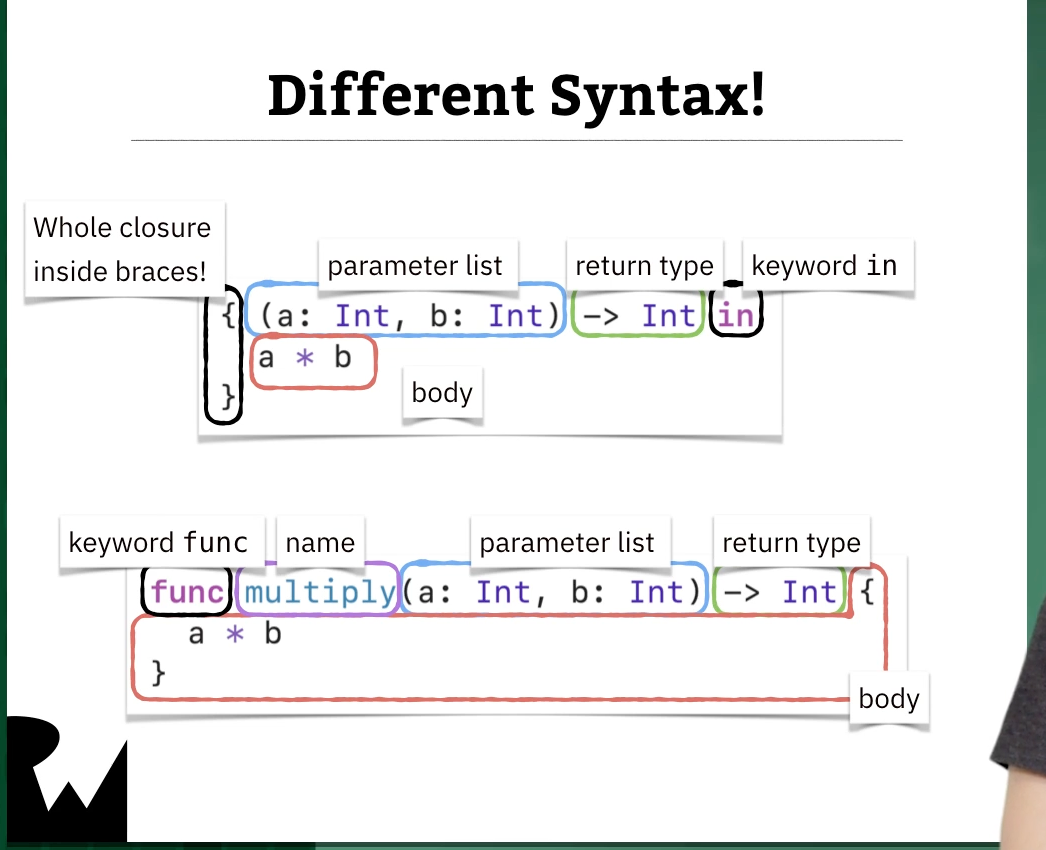 Different Syntax!
Whole closure
inside braces!
parameter list
return type
keyword in
{ (a: Int, b: Int) -> Int in
a * b
}
body
keyword func
name
parameter list
return type
func multiply(a: Int, b: Int) -> Int {
a * b
}
body
RW